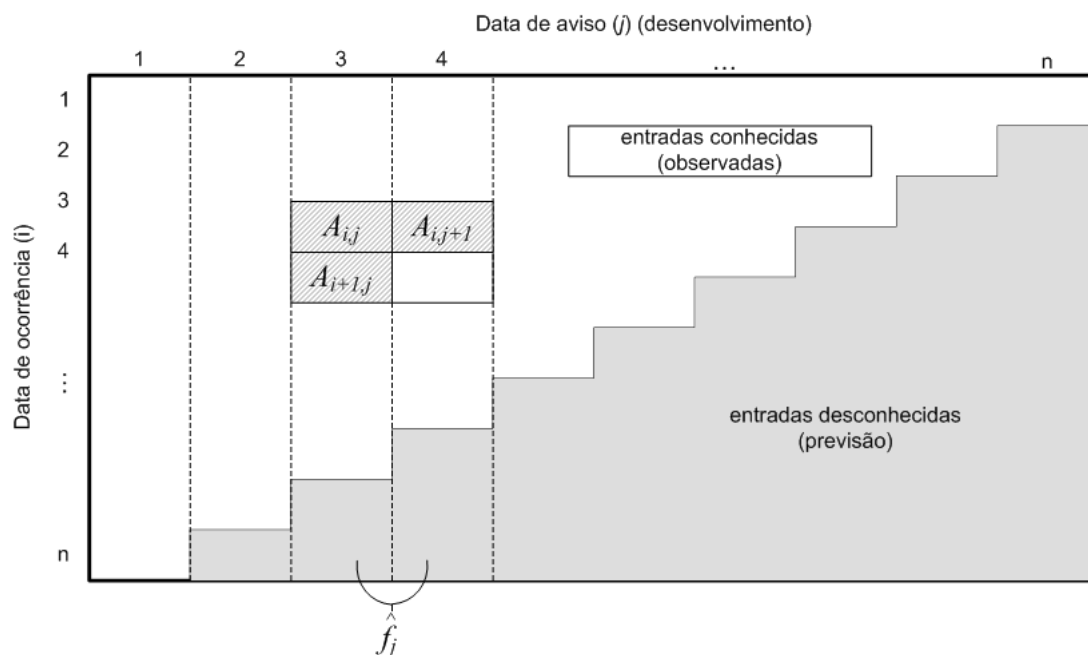 Data de aviso (j) (desenvolvimento)
1 2 3 4 ... n
Data de ocorrência (i)
1
2
3
4
⋮
n
entradas conhecidas
(observadas)
A_{i,j} A_{i,j+1}
A_{i+1,j}
entradas desconhecidas
(previsão)
\hat{f}_j